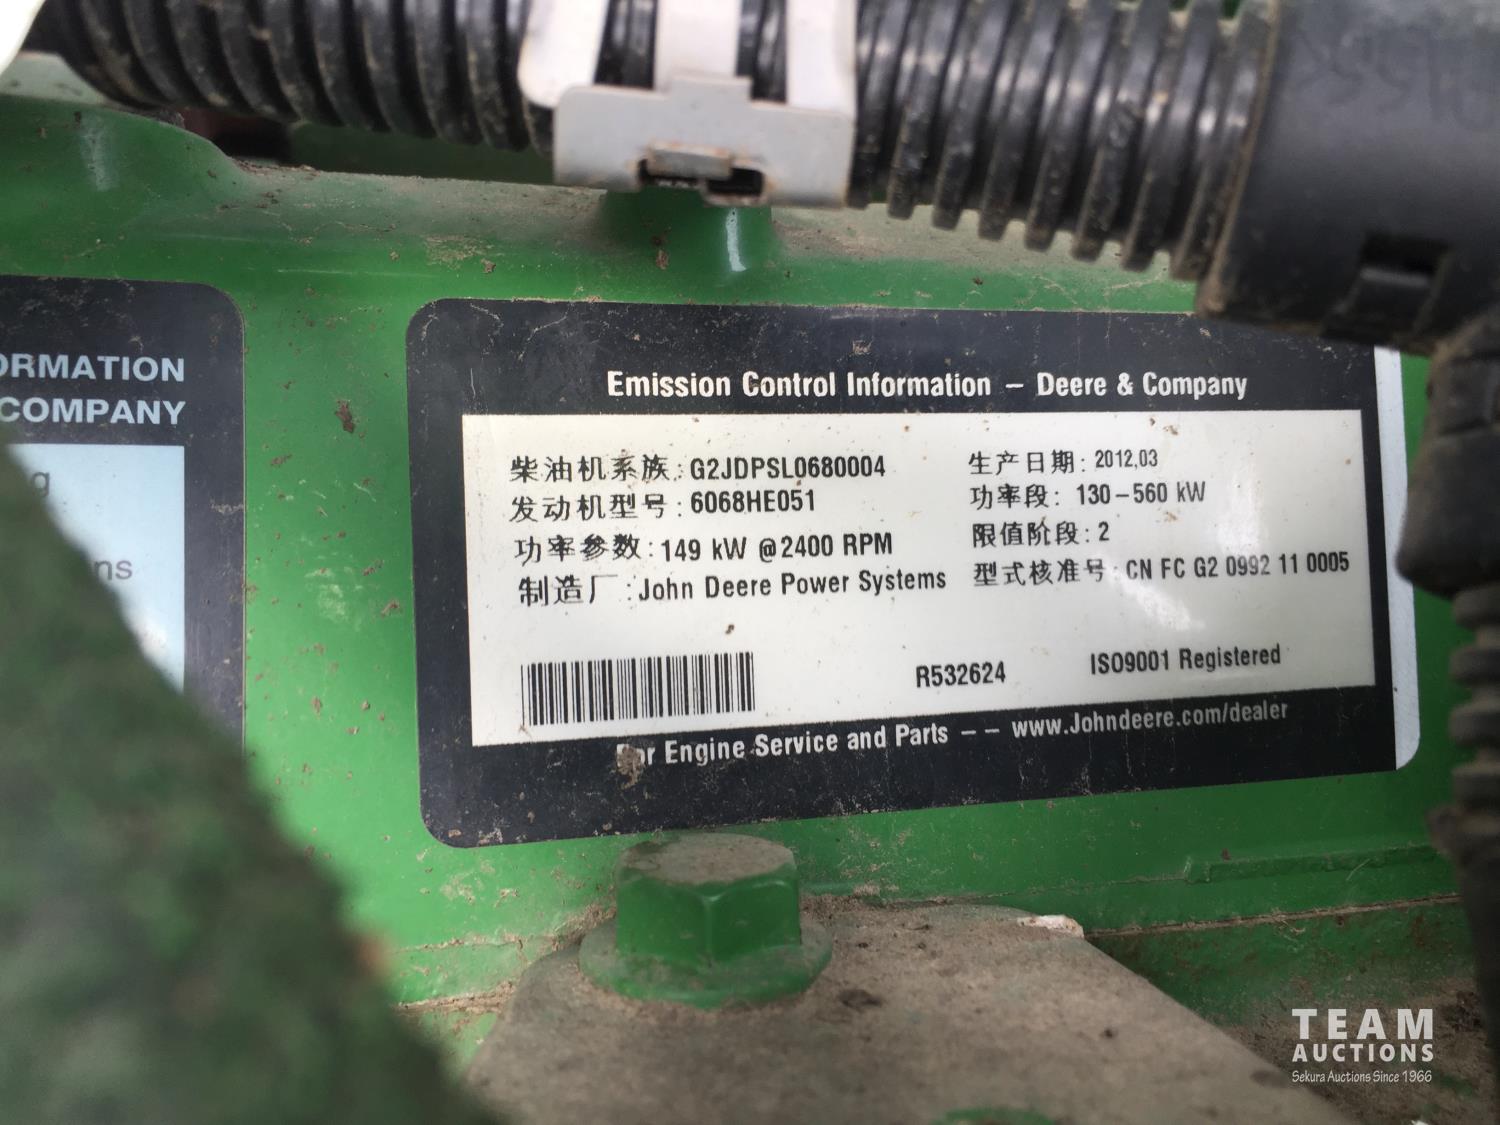 ORMATION
COMPANY
g
ns
Emission Control Information – Deere & Company
柴油机系族: G2JDPSL0680004
发动机型号: 6068HE051
功率参数: 149 kW @2400 RPM
制造厂: John Deere Power Systems
生产日期: 2012,03
功率段: 130–560 kW
限值阶段: 2
型式核准号: CN FC G2 0992 11 0005
R532624
ISO9001 Registered
For Engine Service and Parts – – www.Johndeere.com/dealer
TEAM
AUCTIONS
Sekura Auctions Since 1966